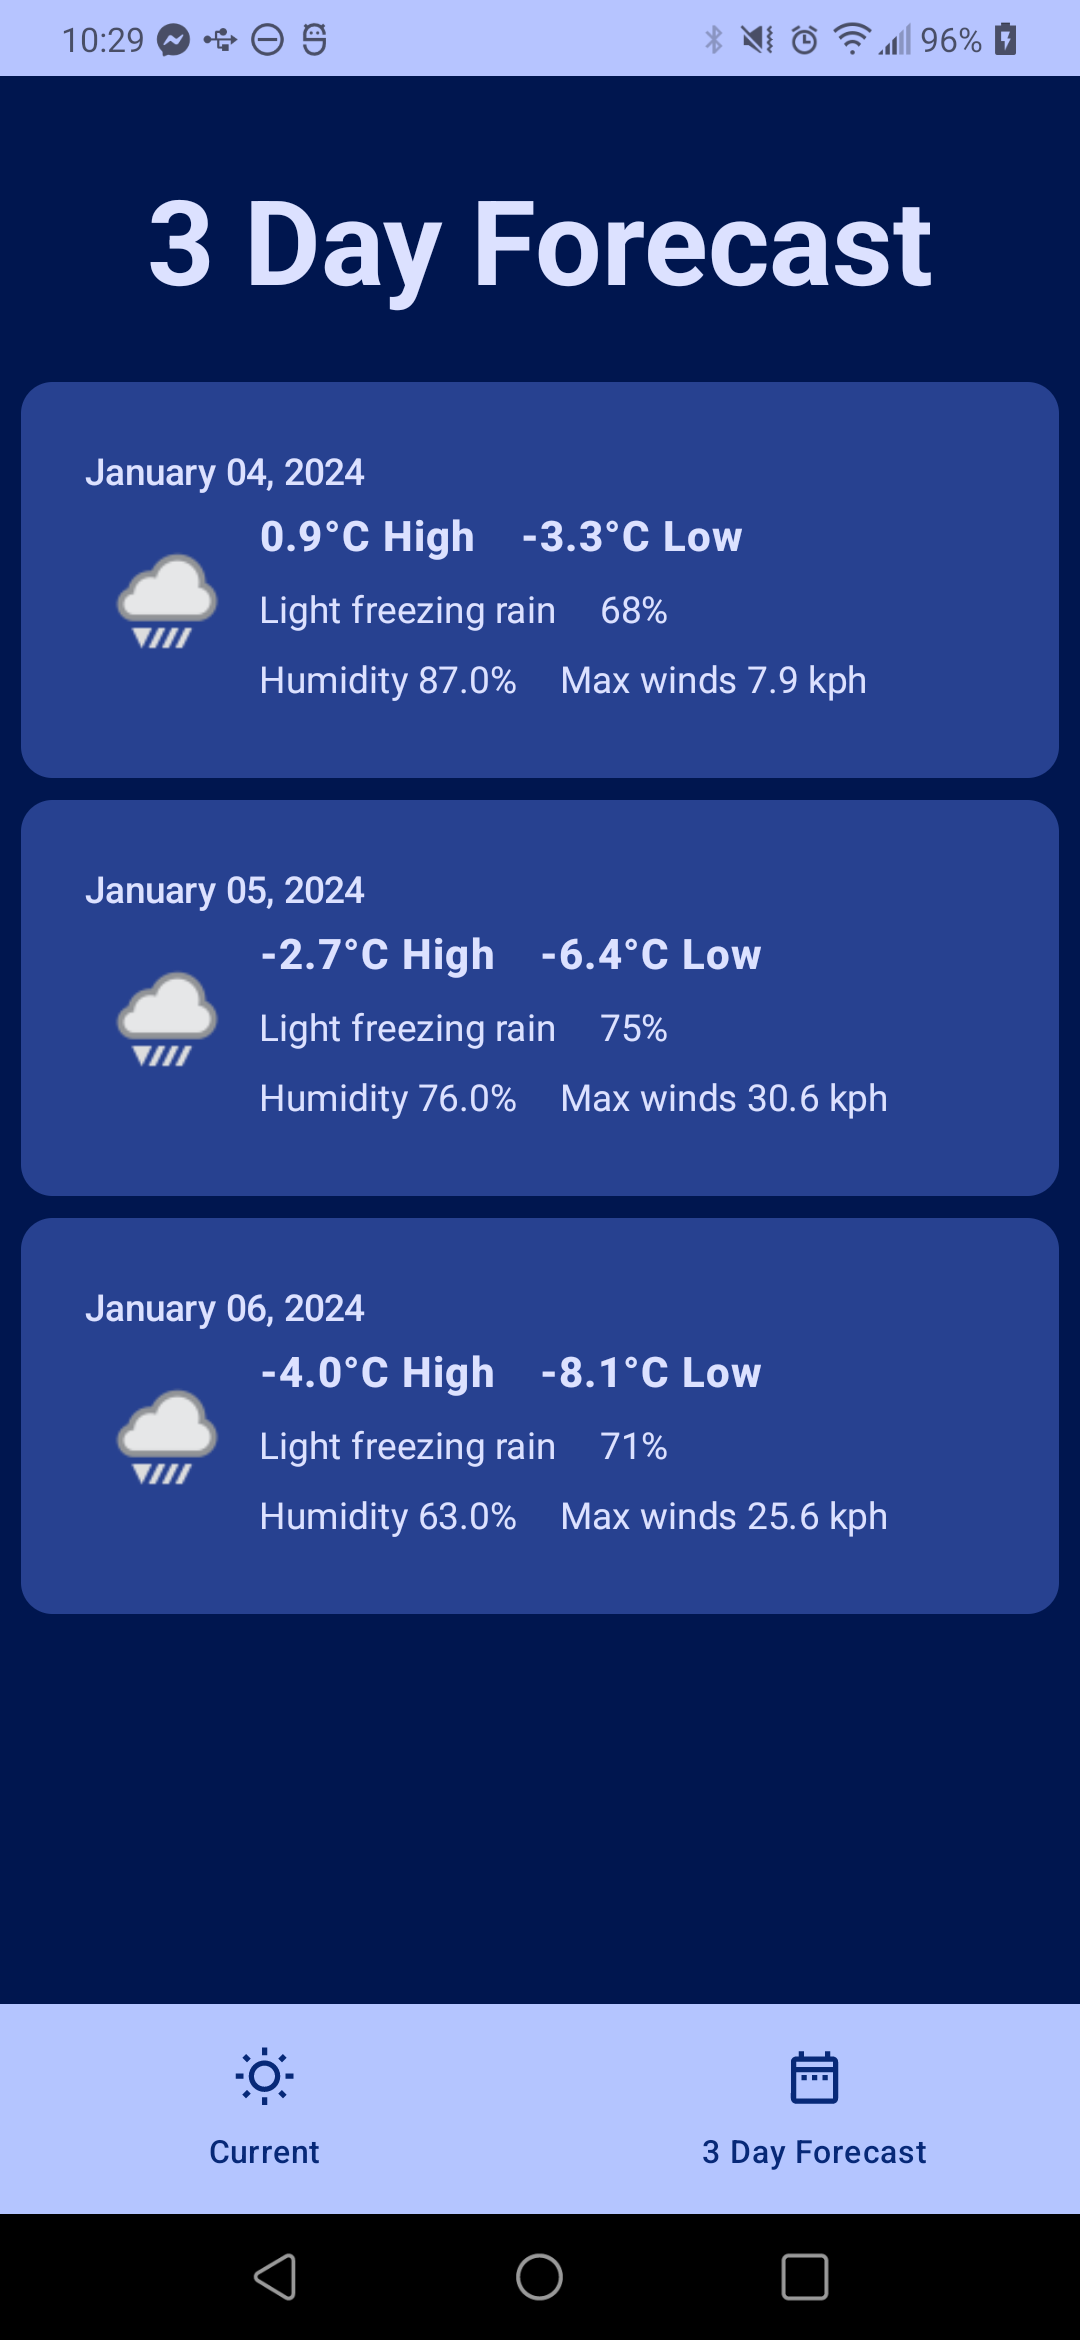 10:29 96%
3 Day Forecast
January 04, 2024
0.9°C High -3.3°C Low
Light freezing rain 68%
Humidity 87.0% Max winds 7.9 kph
January 05, 2024
-2.7°C High -6.4°C Low
Light freezing rain 75%
Humidity 76.0% Max winds 30.6 kph
January 06, 2024
-4.0°C High -8.1°C Low
Light freezing rain 71%
Humidity 63.0% Max winds 25.6 kph
Current 3 Day Forecast